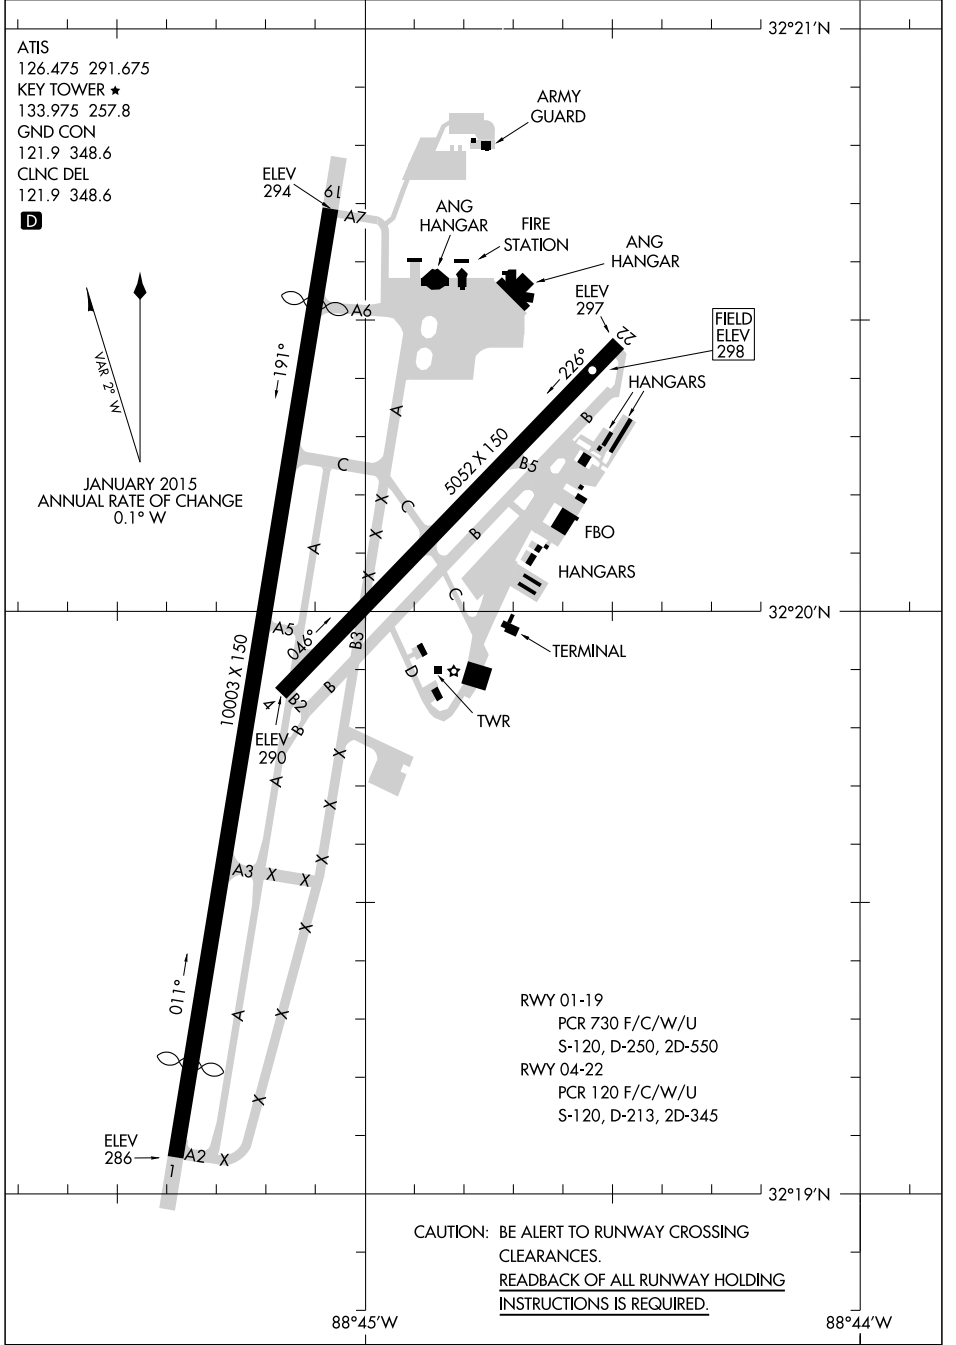 32°21'N
ATIS
126.475 291.675
KEY TOWER ★
133.975 257.8
GND CON
121.9 348.6
CLNC DEL
121.9 348.6
D
ARMY
GUARD
ELEV
294
19
A7
ANG
HANGAR
FIRE
STATION
ANG
HANGAR
ELEV
297
22
FIELD
ELEV
298
A6
VAR 2° W
191°
226°
HANGARS
JANUARY 2015
ANNUAL RATE OF CHANGE
0.1° W
A
B
C
5052 X 150
B5
X
C
X
B
FBO
A
X
HANGARS
C
32°20'N
A5
046°
B3
TERMINAL
D
10003 X 150
B
4
B2
TWR
B
ELEV
290
X
A
X
X
A3
X
X
X
011°
A
X
RWY 01-19
PCR 730 F/C/W/U
S-120, D-250, 2D-550
RWY 04-22
PCR 120 F/C/W/U
S-120, D-213, 2D-345
X
ELEV
286
A2
X
1
32°19'N
CAUTION: BE ALERT TO RUNWAY CROSSING
CLEARANCES.
READBACK OF ALL RUNWAY HOLDING
INSTRUCTIONS IS REQUIRED.
88°45'W
88°44'W